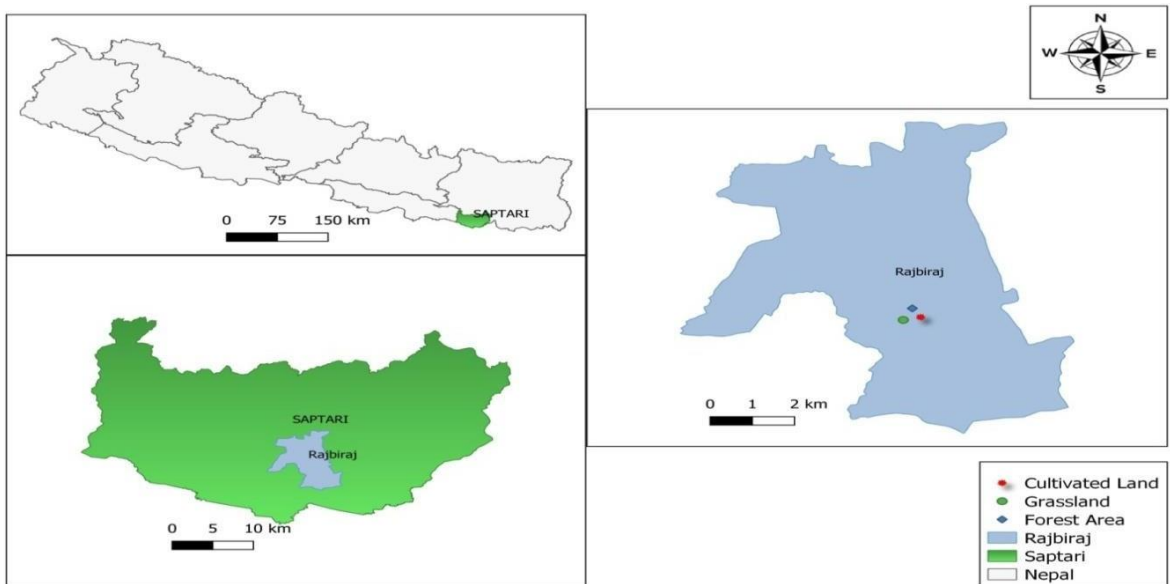 SAPTARI
0 75 150 km
SAPTARI
Rajbiraj
0 5 10 km
N
W E
S
Rajbiraj
0 1 2 km
Cultivated Land
Grassland
Forest Area
Rajbiraj
Saptari
Nepal